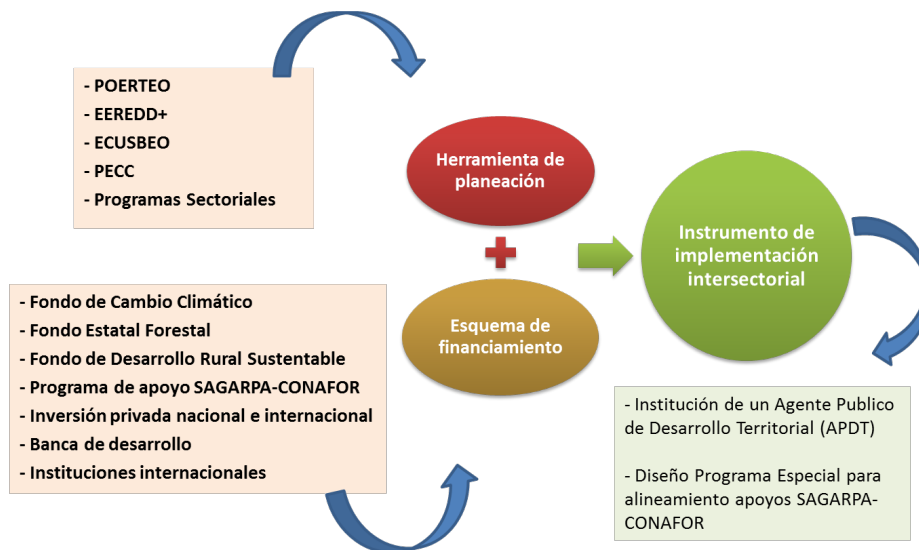 - POERTEO
- EEREDD+
- ECUSBEO
- PECC
- Programas Sectoriales
Herramienta de
planeación
Instrumento de
implementación
intersectorial
- Fondo de Cambio Climático
- Fondo Estatal Forestal
- Fondo de Desarrollo Rural Sustentable
- Programa de apoyo SAGARPA-CONAFOR
- Inversión privada nacional e internacional
- Banca de desarrollo
- Instituciones internacionales
Esquema de
financiamiento
- Institución de un Agente Publico
de Desarrollo Territorial (APDT)
- Diseño Programa Especial para
alineamiento apoyos SAGARPA-
CONAFOR